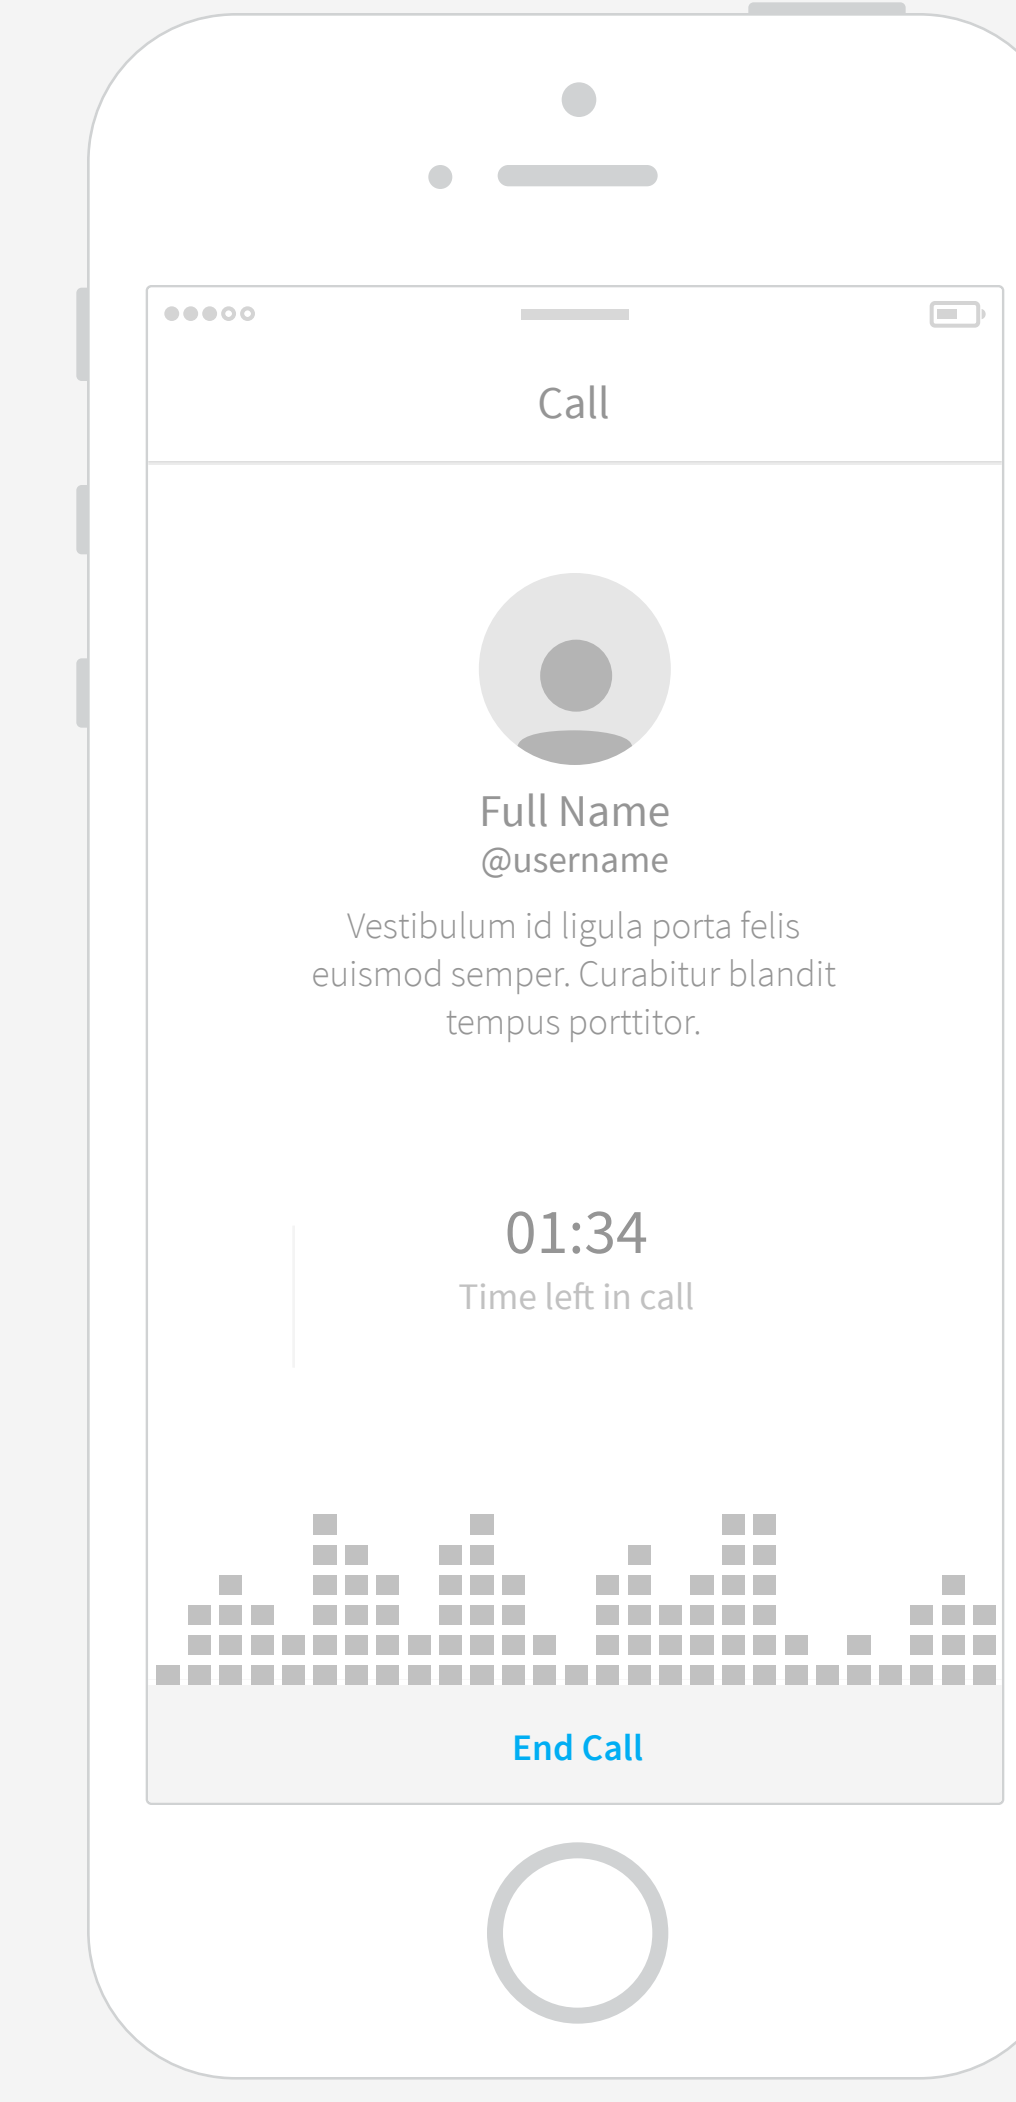 Call
Full Name
@username
Vestibulum id ligula porta felis
euismod semper. Curabitur blandit
tempus porttitor.
01:34
Time left in call
End Call